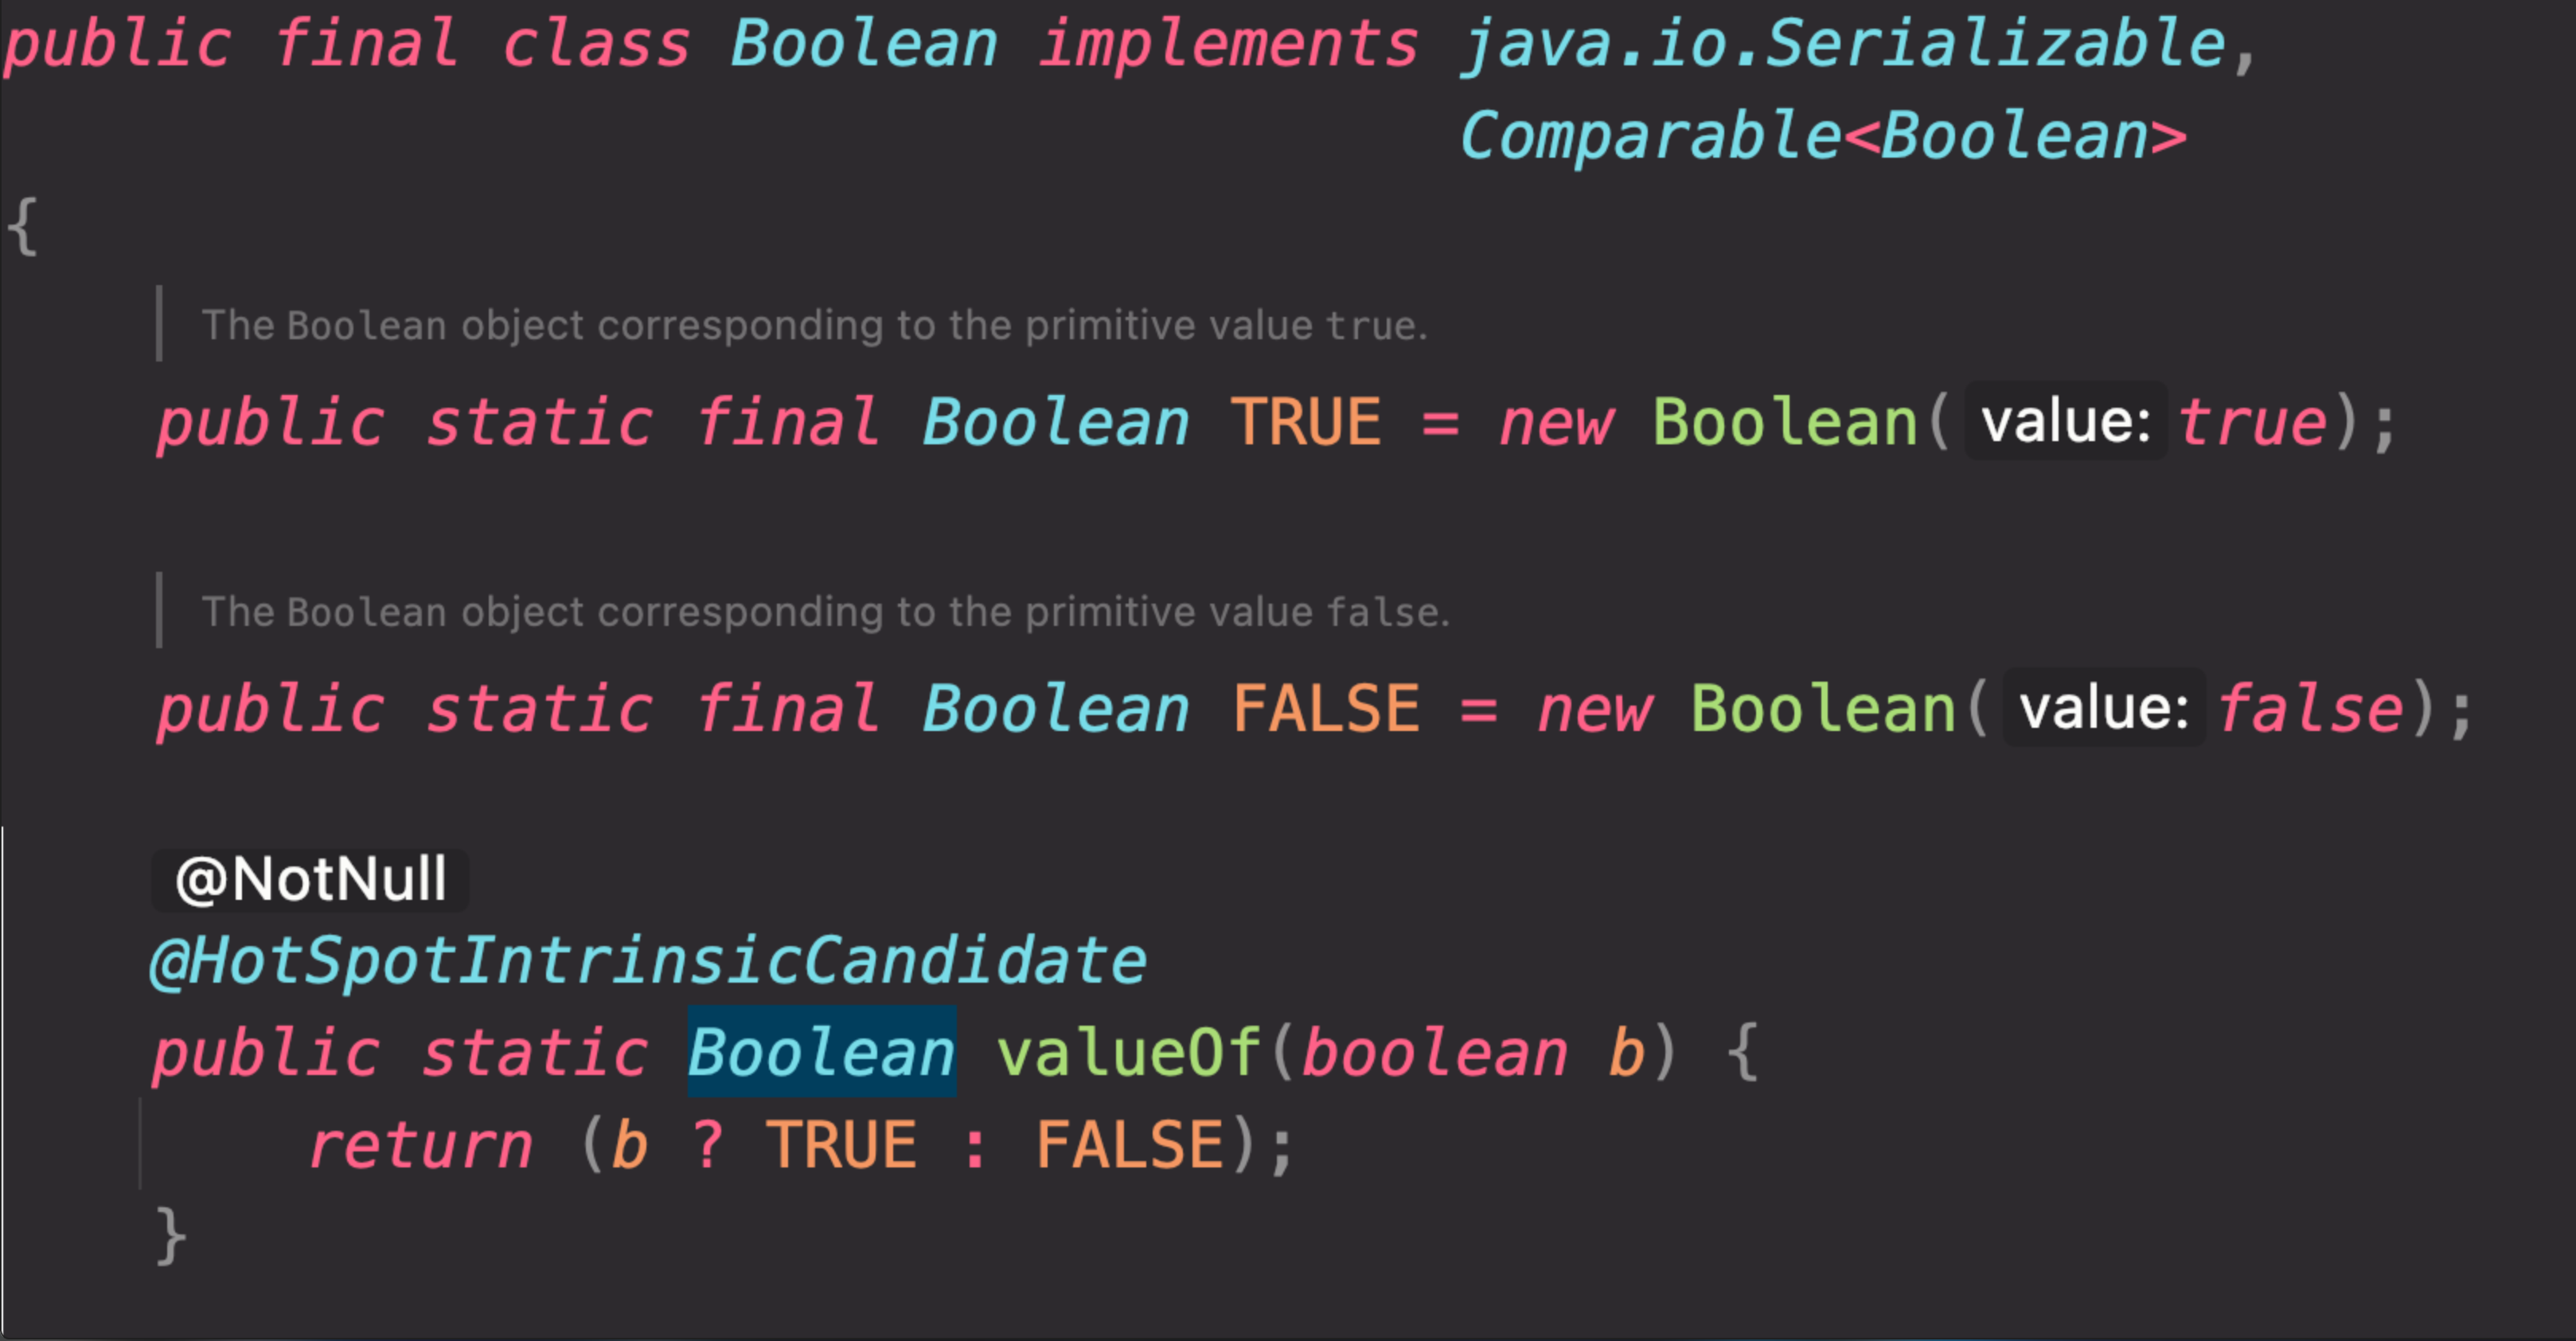 public final class Boolean implements java.io.Serializable,
Comparable<Boolean>
{
The Boolean object corresponding to the primitive value true.
public static final Boolean TRUE = new Boolean( value: true);
The Boolean object corresponding to the primitive value false.
public static final Boolean FALSE = new Boolean( value: false);
@NotNull
@HotSpotIntrinsicCandidate
public static Boolean valueOf(boolean b) {
return (b ? TRUE : FALSE);
}